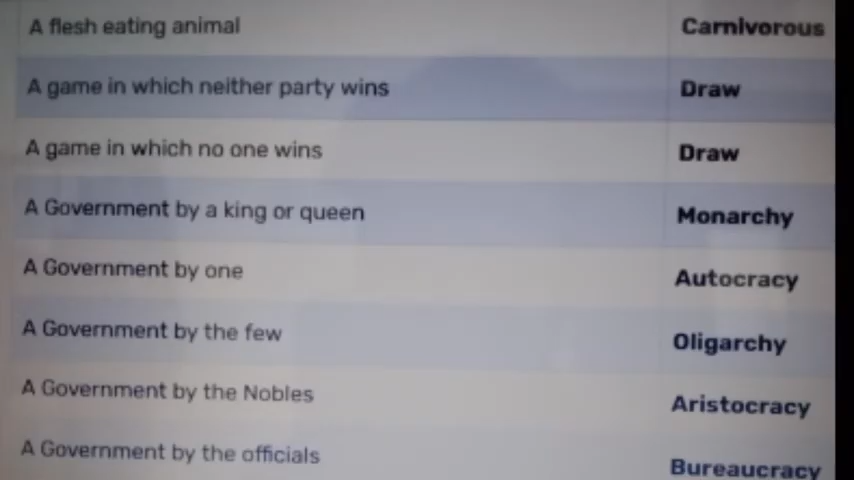 A flesh eating animal Carnivorous
A game in which neither party wins Draw
A game in which no one wins Draw
A Government by a king or queen Monarchy
A Government by one Autocracy
A Government by the few Oligarchy
A Government by the Nobles Aristocracy
A Government by the officials Bureaucracy